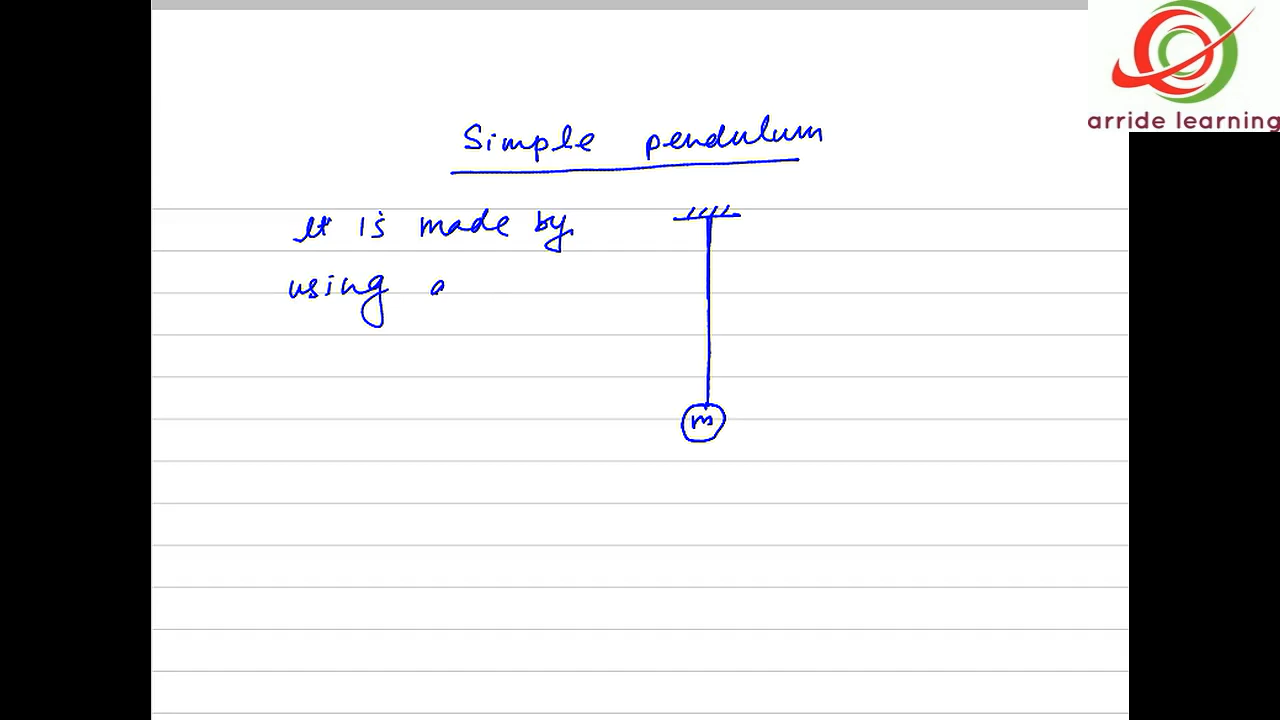 arride learning
Simple pendulum
It is made by
using a
m